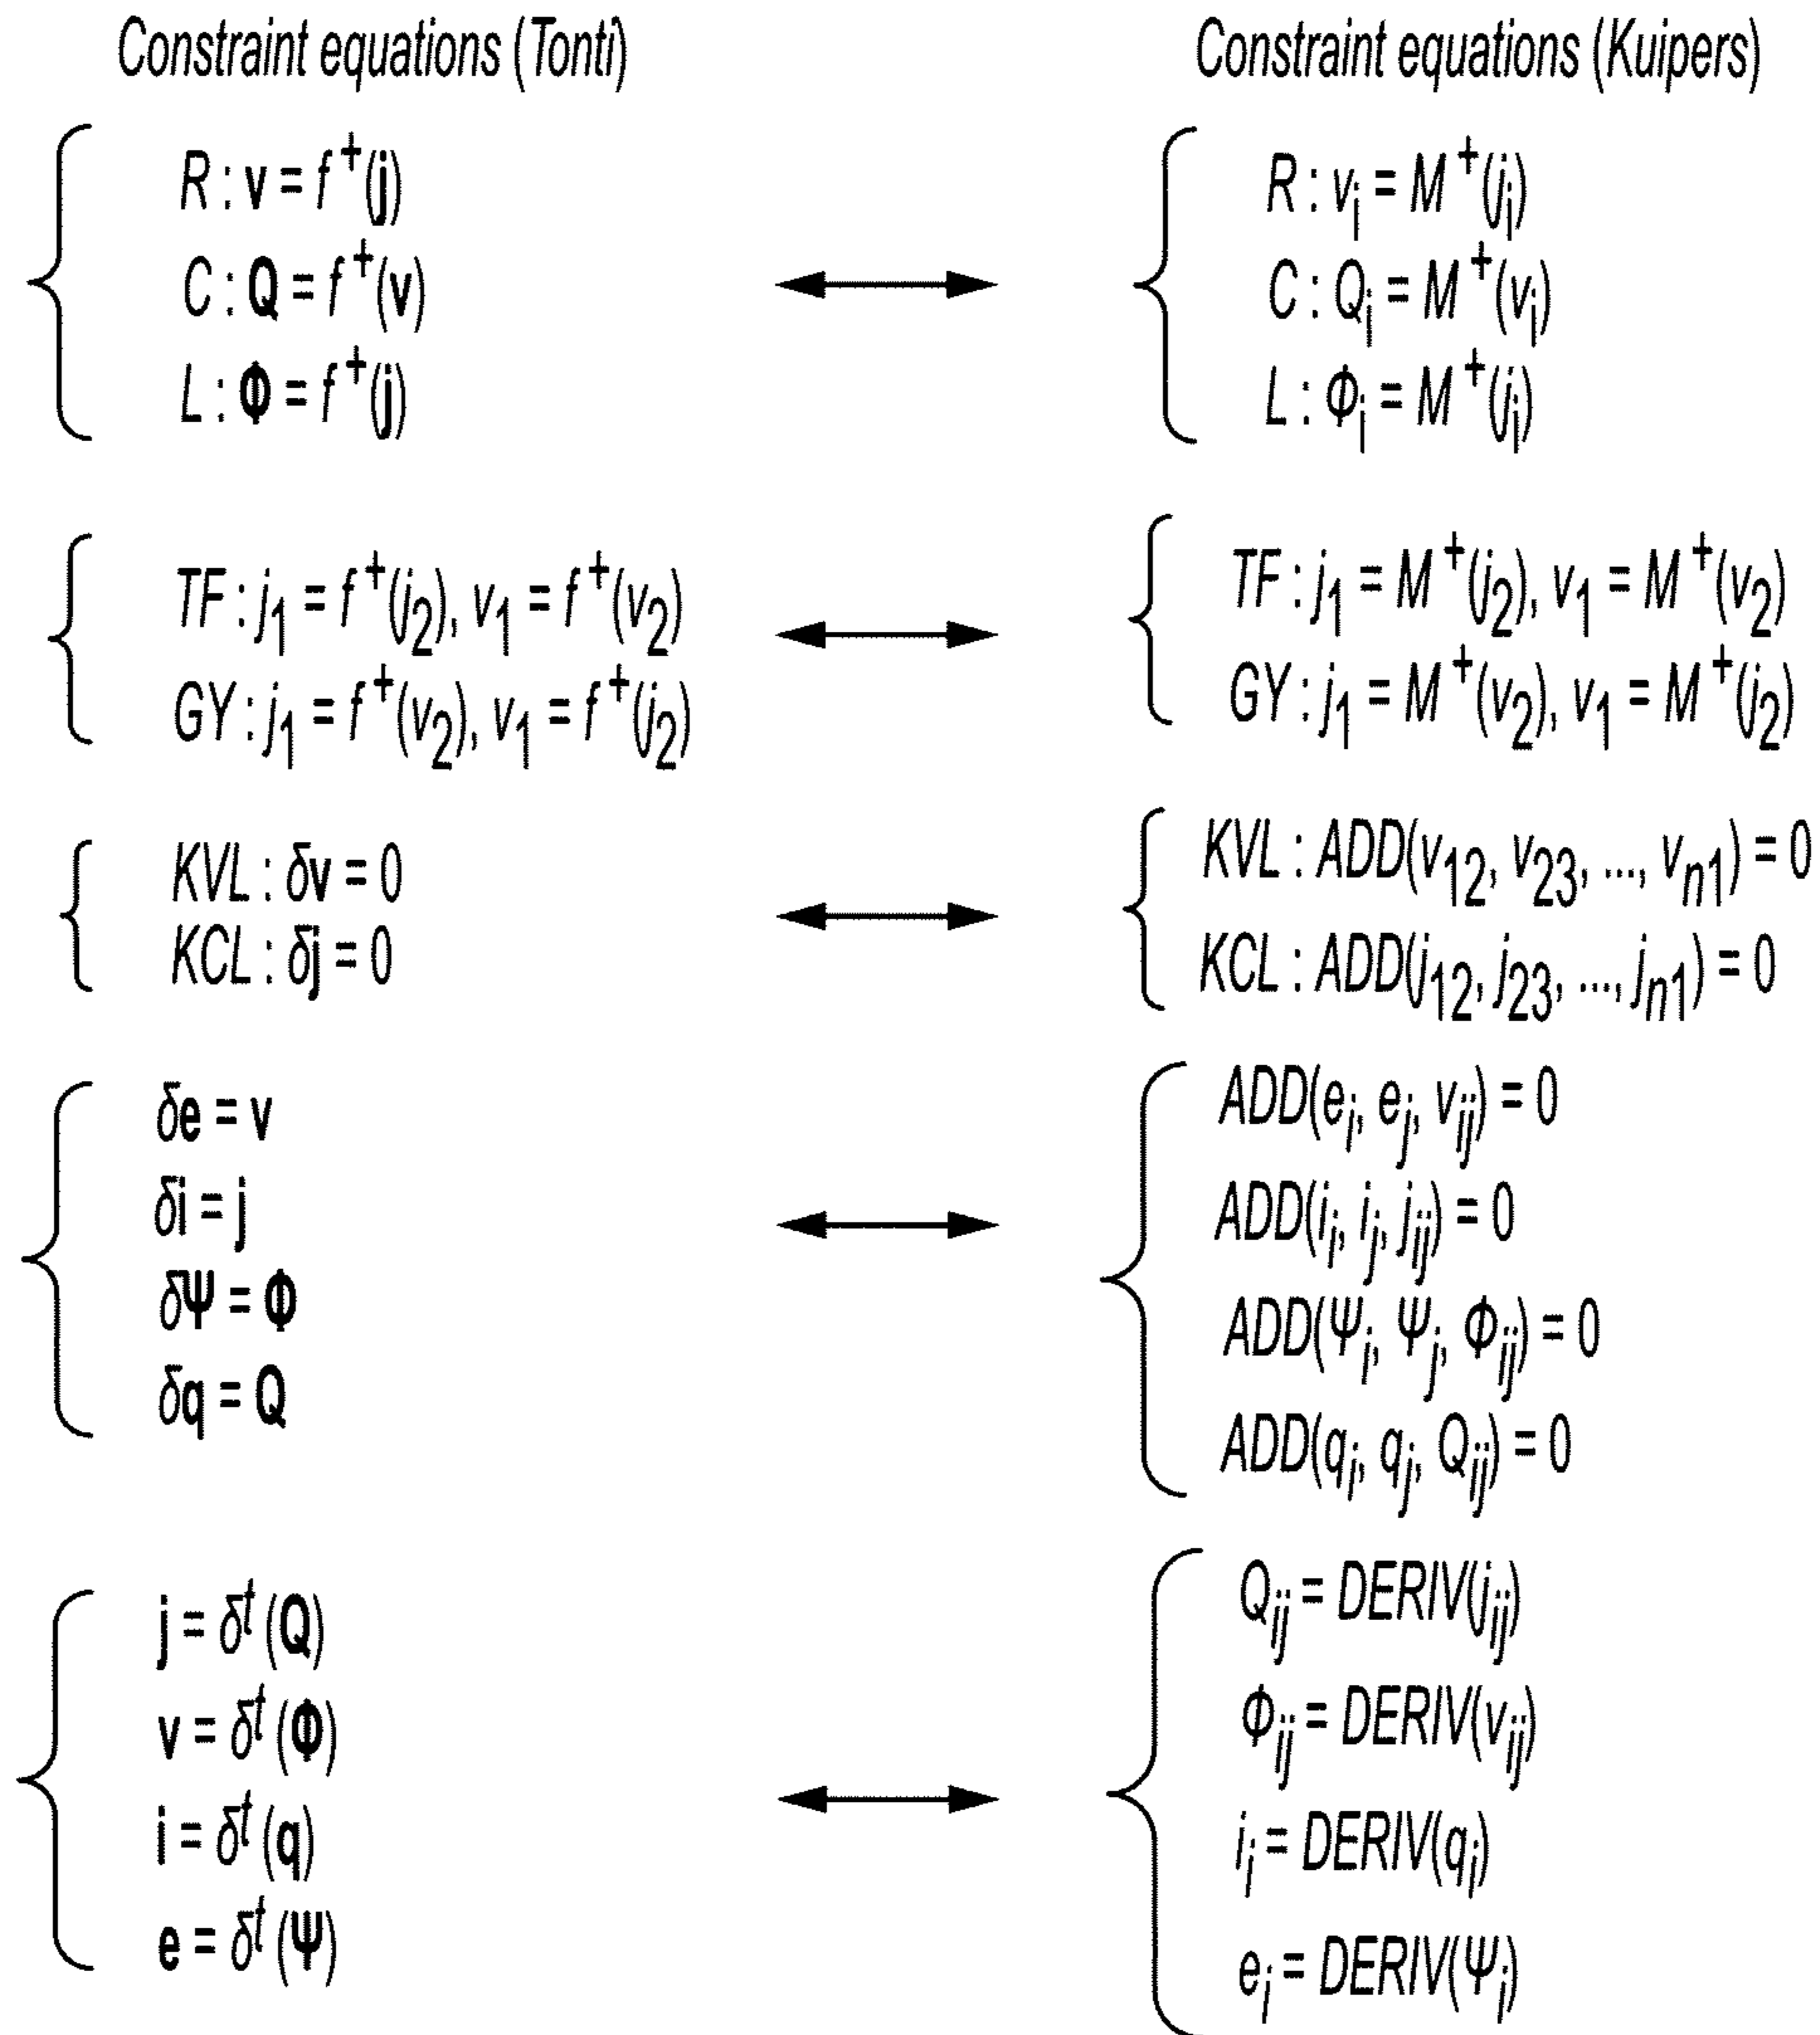 Constraint equations (Tonti)
R : v = f⁺(j)
C : Q = f⁺(v)
L : Φ = f⁺(j)
TF : j₁ = f⁺(j₂), v₁ = f⁺(v₂)
GY : j₁ = f⁺(v₂), v₁ = f⁺(j₂)
KVL : δv = 0
KCL : δj = 0
δe = v
δi = j
δΨ = Φ
δq = Q
j = δᵗ (Q)
v = δᵗ (Φ)
i = δᵗ (q)
e = δᵗ (Ψ)
Constraint equations (Kuipers)
R : vᵢ = M⁺(jᵢ)
C : Qᵢ = M⁺(vᵢ)
L : Φᵢ = M⁺(jᵢ)
TF : j₁ = M⁺(j₂), v₁ = M⁺(v₂)
GY : j₁ = M⁺(v₂), v₁ = M⁺(j₂)
KVL : ADD(v₁₂, v₂₃, ..., vₙ₁) = 0
KCL : ADD(j₁₂, j₂₃, ..., jₙ₁) = 0
ADD(eᵢ, eⱼ, vᵢⱼ) = 0
ADD(iᵢ, iⱼ, jᵢⱼ) = 0
ADD(Ψᵢ, Ψⱼ, Φᵢⱼ) = 0
ADD(qᵢ, qⱼ, Qᵢⱼ) = 0
Qᵢⱼ = DERIV(jᵢⱼ)
Φᵢⱼ = DERIV(vᵢⱼ)
iᵢ = DERIV(qᵢ)
eᵢ = DERIV(Ψᵢ)